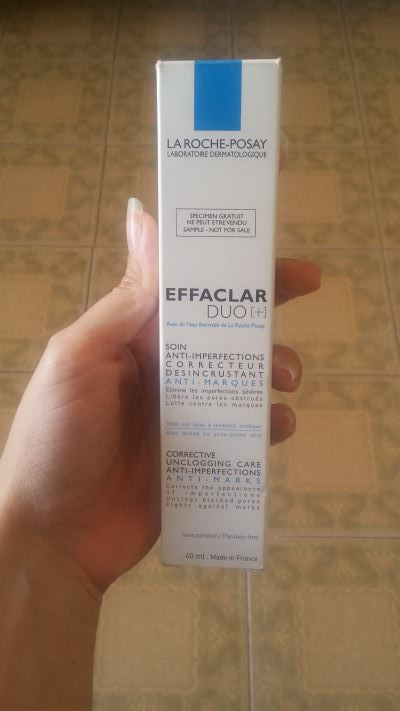 LA ROCHE-POSAY
LABORATOIRE DERMATOLOGIQUE
SPECIMEN GRATUIT
NE PEUT ETRE VENDU
SAMPLE - NOT FOR SALE
EFFACLAR
DUO [+]
Avec de l'eau thermale de La Roche-Posay
SOIN
ANTI-IMPERFECTIONS
CORRECTEUR
DESINCRUSTANT
ANTI-MARQUES
Elimine les imperfections sévères
Libère les pores obstrués
Lutte contre les marques
Testé sur peau à tendance acnéique
Also tested on acne-prone skin
CORRECTIVE
UNCLOGGING CARE
ANTI-IMPERFECTIONS
ANTI-MARKS
Corrects the appearance
of imperfections
Unclogs blocked pores
Fights against marks
Sans paraben / Paraben-free
40 ml . Made in France